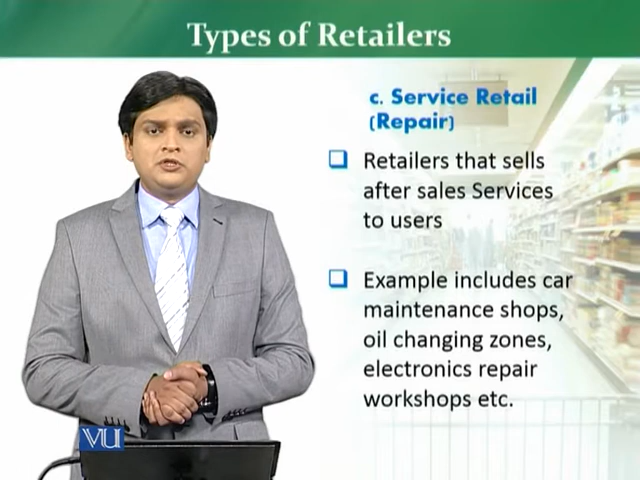 Types of Retailers
c. Service Retail
(Repair)
Retailers that sells
after sales Services
to users
Example includes car
maintenance shops,
oil changing zones,
electronics repair
workshops etc.
VU